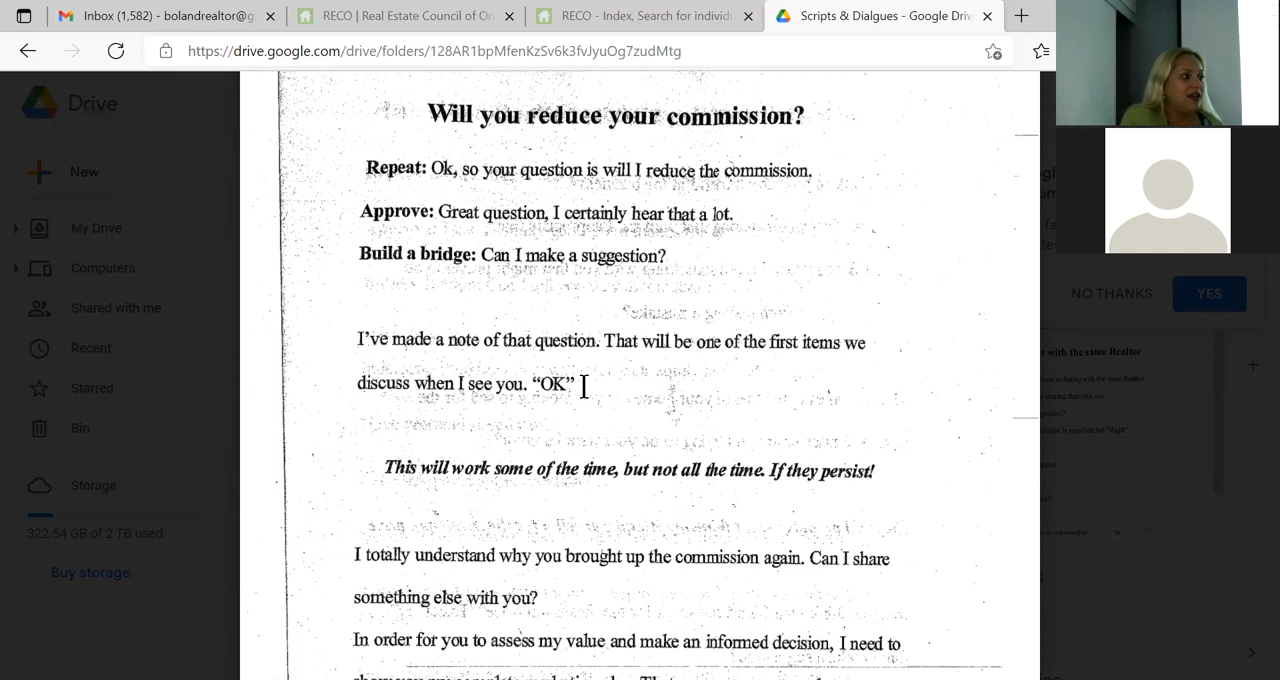 Inbox (1,582) - bolandrealtor@g
RECO | Real Estate Council of On
RECO - Index, Search for individu
Scripts & Dialgues - Google Driv
https://drive.google.com/drive/folders/128AR1bpMfenKzSv6k3fvJyuOg7zudMtg
Drive
New
My Drive
Computers
Shared with me
Recent
Starred
Bin
Storage
322.54 GB of 2 TB used
Buy storage
Will you reduce your commission?
Repeat: Ok, so your question is will I reduce the commission.
Approve: Great question, I certainly hear that a lot.
Build a bridge: Can I make a suggestion?
I've made a note of that question. That will be one of the first items we
discuss when I see you. “OK”
This will work some of the time, but not all the time. If they persist!
I totally understand why you brought up the commission again. Can I share
something else with you?
In order for you to assess my value and make an informed decision, I need to
NO THANKS
YES
t with the same Realtor